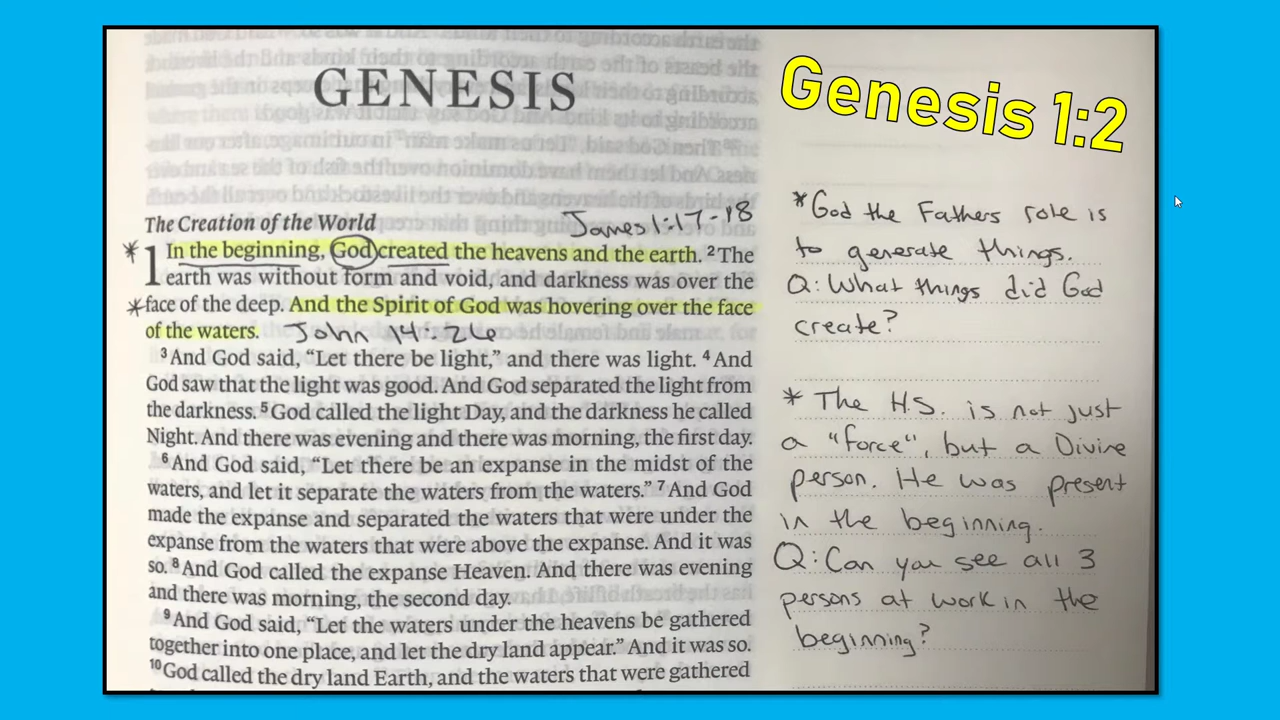 GENESIS
Genesis 1:2
The Creation of the World
James 1:17-18
* 1 In the beginning, God created the heavens and the earth. 2 The
earth was without form and void, and darkness was over the
*face of the deep. And the Spirit of God was hovering over the face
of the waters. John 14:26
3 And God said, “Let there be light,” and there was light. 4 And
God saw that the light was good. And God separated the light from
the darkness. 5 God called the light Day, and the darkness he called
Night. And there was evening and there was morning, the first day.
6 And God said, “Let there be an expanse in the midst of the
waters, and let it separate the waters from the waters.” 7 And God
made the expanse and separated the waters that were under the
expanse from the waters that were above the expanse. And it was
so. 8 And God called the expanse Heaven. And there was evening
and there was morning, the second day.
9 And God said, “Let the waters under the heavens be gathered
together into one place, and let the dry land appear.” And it was so.
10 God called the dry land Earth, and the waters that were gathered
*God the Fathers role is
to generate things.
Q: What things did God
create?
* The H.S. is not just
a "force", but a Divine
person. He was present
in the beginning.
Q: Can you see all 3
persons at work in the
beginning?